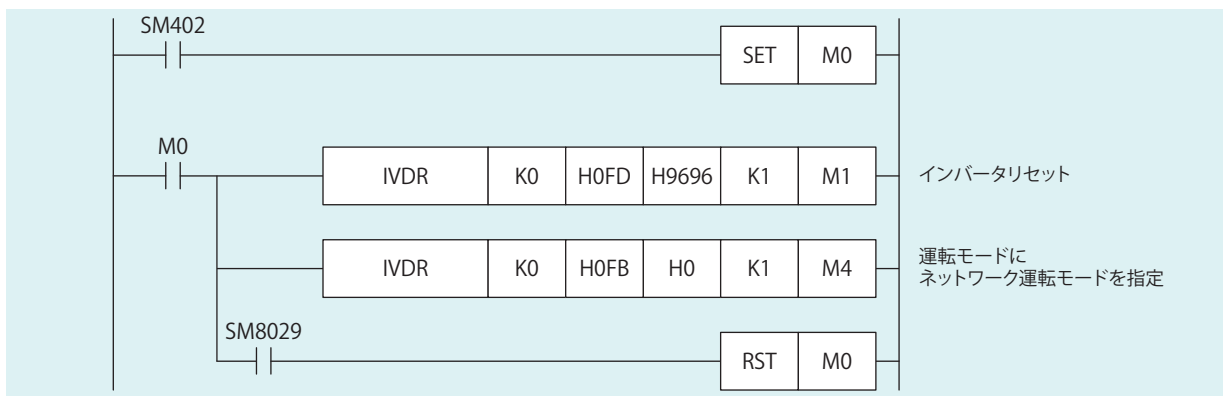 SM402
SET M0
M0
IVDR K0 H0FD H9696 K1 M1 インバータリセット
IVDR K0 H0FB H0 K1 M4 運転モードに
ネットワーク運転モードを指定
SM8029
RST M0